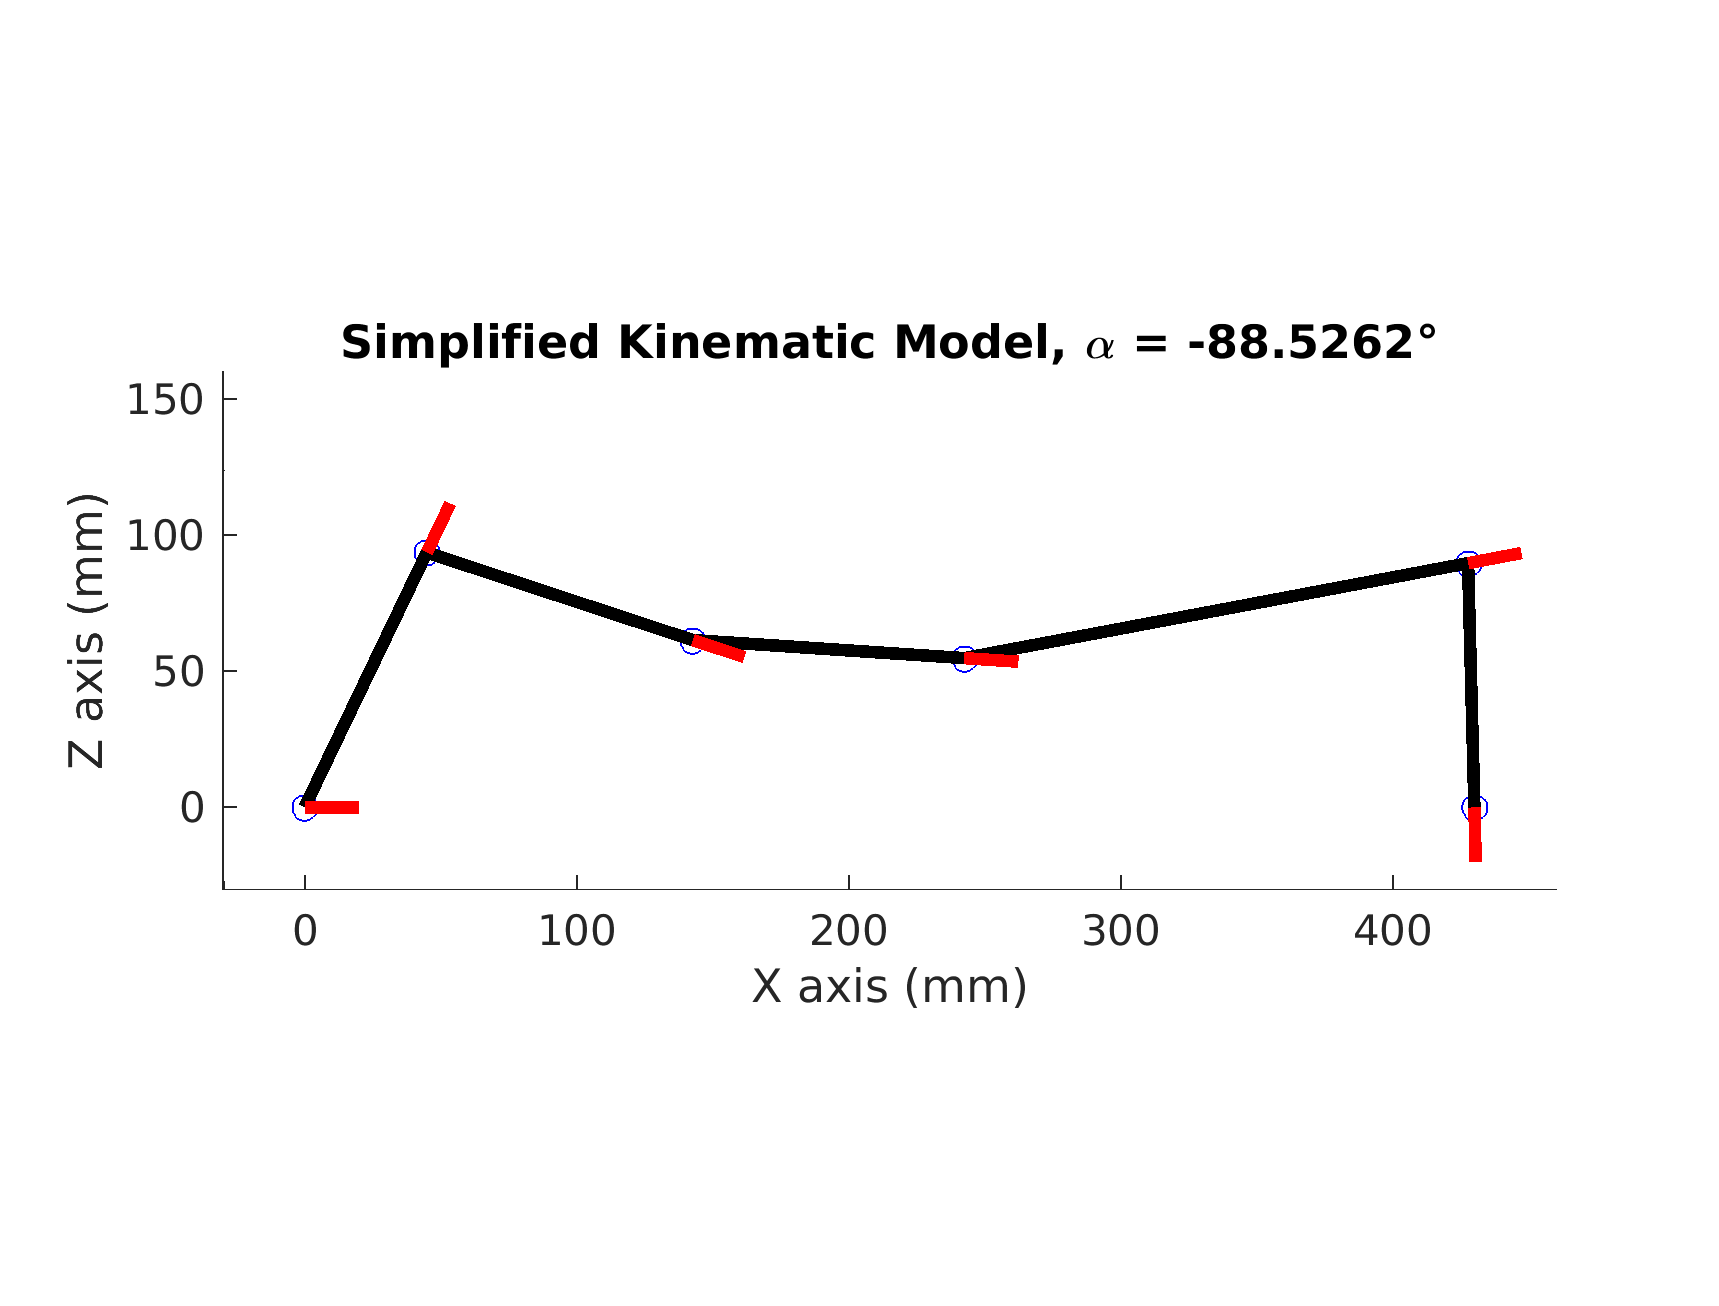 Simplified Kinematic Model, α = -88.5262°
150
100
50
0
Z axis (mm)
0 100 200 300 400
X axis (mm)